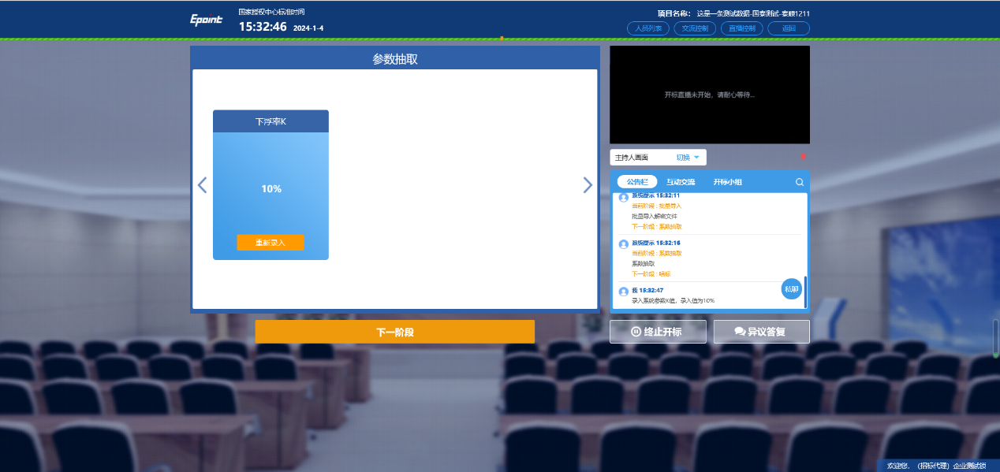 Epoint
国家授权中心标准时间
15:32:46 2024-1-4
项目名称： 这是一条测试数据-国泰测试-泰顺1211
人员列表 交流控制 直播控制 返回
参数抽取
下浮率K
10%
重新录入
下一阶段
开标直播未开始，请耐心等待...
主持人画面 切换
公告栏 互动交流 开标小组
系统提示 15:32:11
当前阶段 : 批量导入
批量导入解密文件
下一阶段 : 系数抽取
系统提示 15:32:16
当前阶段 : 系数抽取
系数抽取
下一阶段 : 唱标
我 15:32:47
录入系统参数K值，录入值为10%
私聊
终止开标 异议答复
欢迎您，（招标代理）企业测试锁